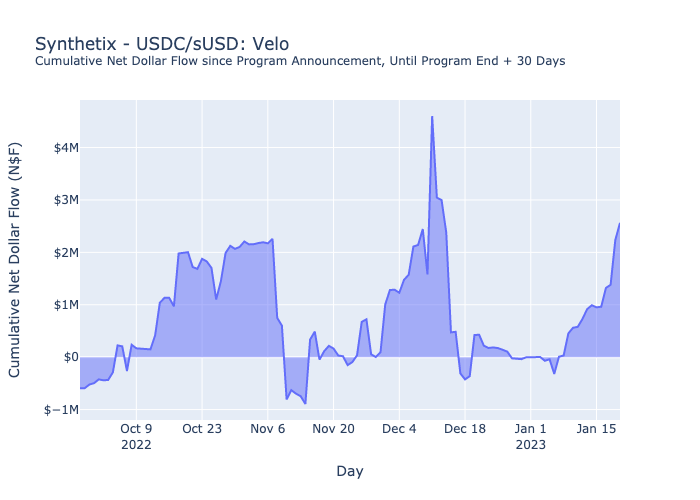 Synthetix - USDC/sUSD: Velo
Cumulative Net Dollar Flow since Program Announcement, Until Program End + 30 Days
Cumulative Net Dollar Flow (N$F)
$4M
$3M
$2M
$1M
$0
$−1M
Oct 9 Oct 23 Nov 6 Nov 20 Dec 4 Dec 18 Jan 1 Jan 15
2022 2023
Day